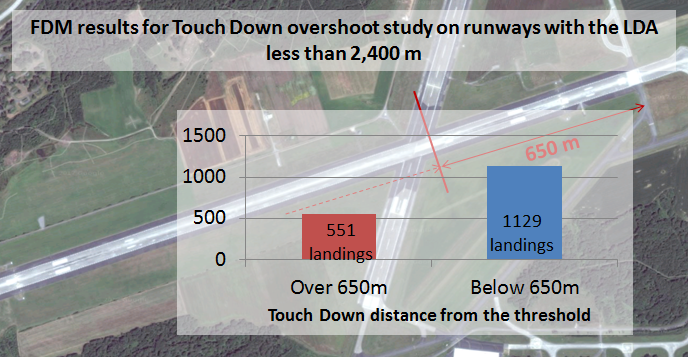 FDM results for Touch Down overshoot study on runways with the LDA
less than 2,400 m
1500
1000
500
0
650 m
551
landings
1129
landings
Over 650m
Below 650m
Touch Down distance from the threshold